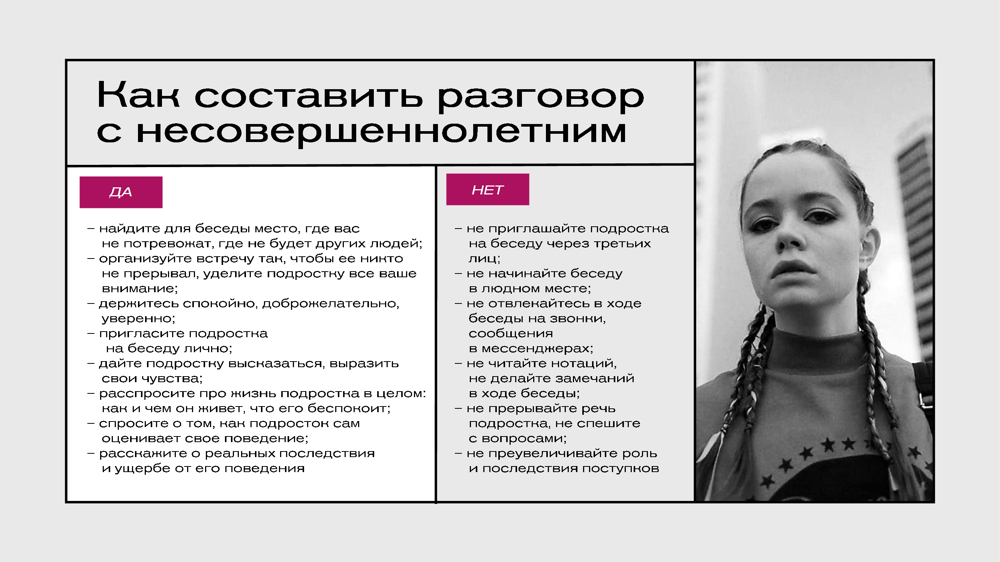 Как составить разговор
с несовершеннолетним
ДА
– найдите для беседы место, где вас
не потревожат, где не будет других людей;
– организуйте встречу так, чтобы ее никто
не прерывал, уделите подростку все ваше
внимание;
– держитесь спокойно, доброжелательно,
уверенно;
– пригласите подростка
на беседу лично;
– дайте подростку высказаться, выразить
свои чувства;
– расспросите про жизнь подростка в целом:
как и чем он живет, что его беспокоит;
– спросите о том, как подросток сам
оценивает свое поведение;
– расскажите о реальных последствия
и ущербе от его поведения
НЕТ
– не приглашайте подростка
на беседу через третьих
лиц;
– не начинайте беседу
в людном месте;
– не отвлекайтесь в ходе
беседы на звонки,
сообщения
в мессенджерах;
– не читайте нотаций,
не делайте замечаний
в ходе беседы;
– не прерывайте речь
подростка, не спешите
с вопросами;
– не преувеличивайте роль
и последствия поступков